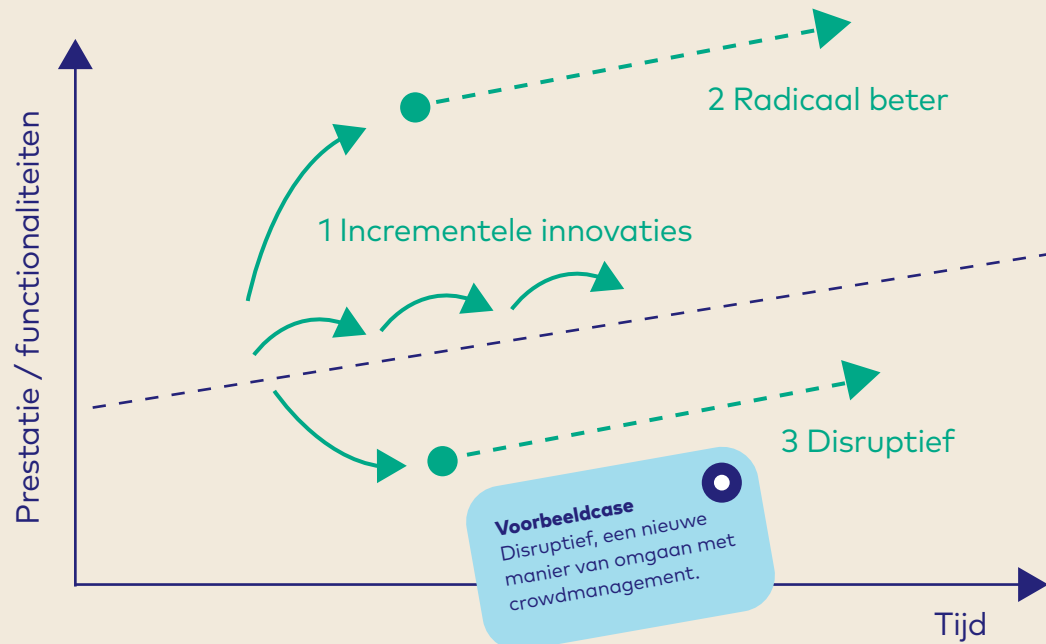 Prestatie / functionaliteiten
2 Radicaal beter
1 Incrementele innovaties
3 Disruptief
Voorbeeldcase
Disruptief, een nieuwe
manier van omgaan met
crowdmanagement.
Tijd